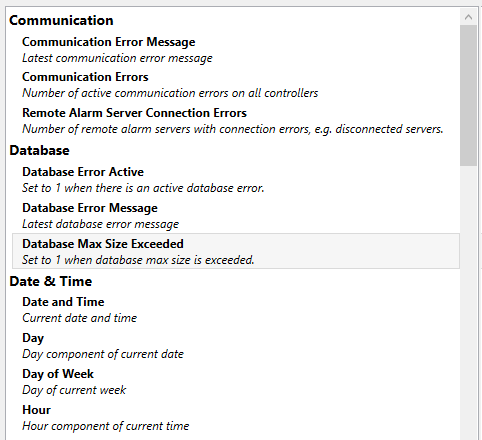 Communication
Communication Error Message
Latest communication error message
Communication Errors
Number of active communication errors on all controllers
Remote Alarm Server Connection Errors
Number of remote alarm servers with connection errors, e.g. disconnected servers.
Database
Database Error Active
Set to 1 when there is an active database error.
Database Error Message
Latest database error message
Database Max Size Exceeded
Set to 1 when database max size is exceeded.
Date & Time
Date and Time
Current date and time
Day
Day component of current date
Day of Week
Day of current week
Hour
Hour component of current time